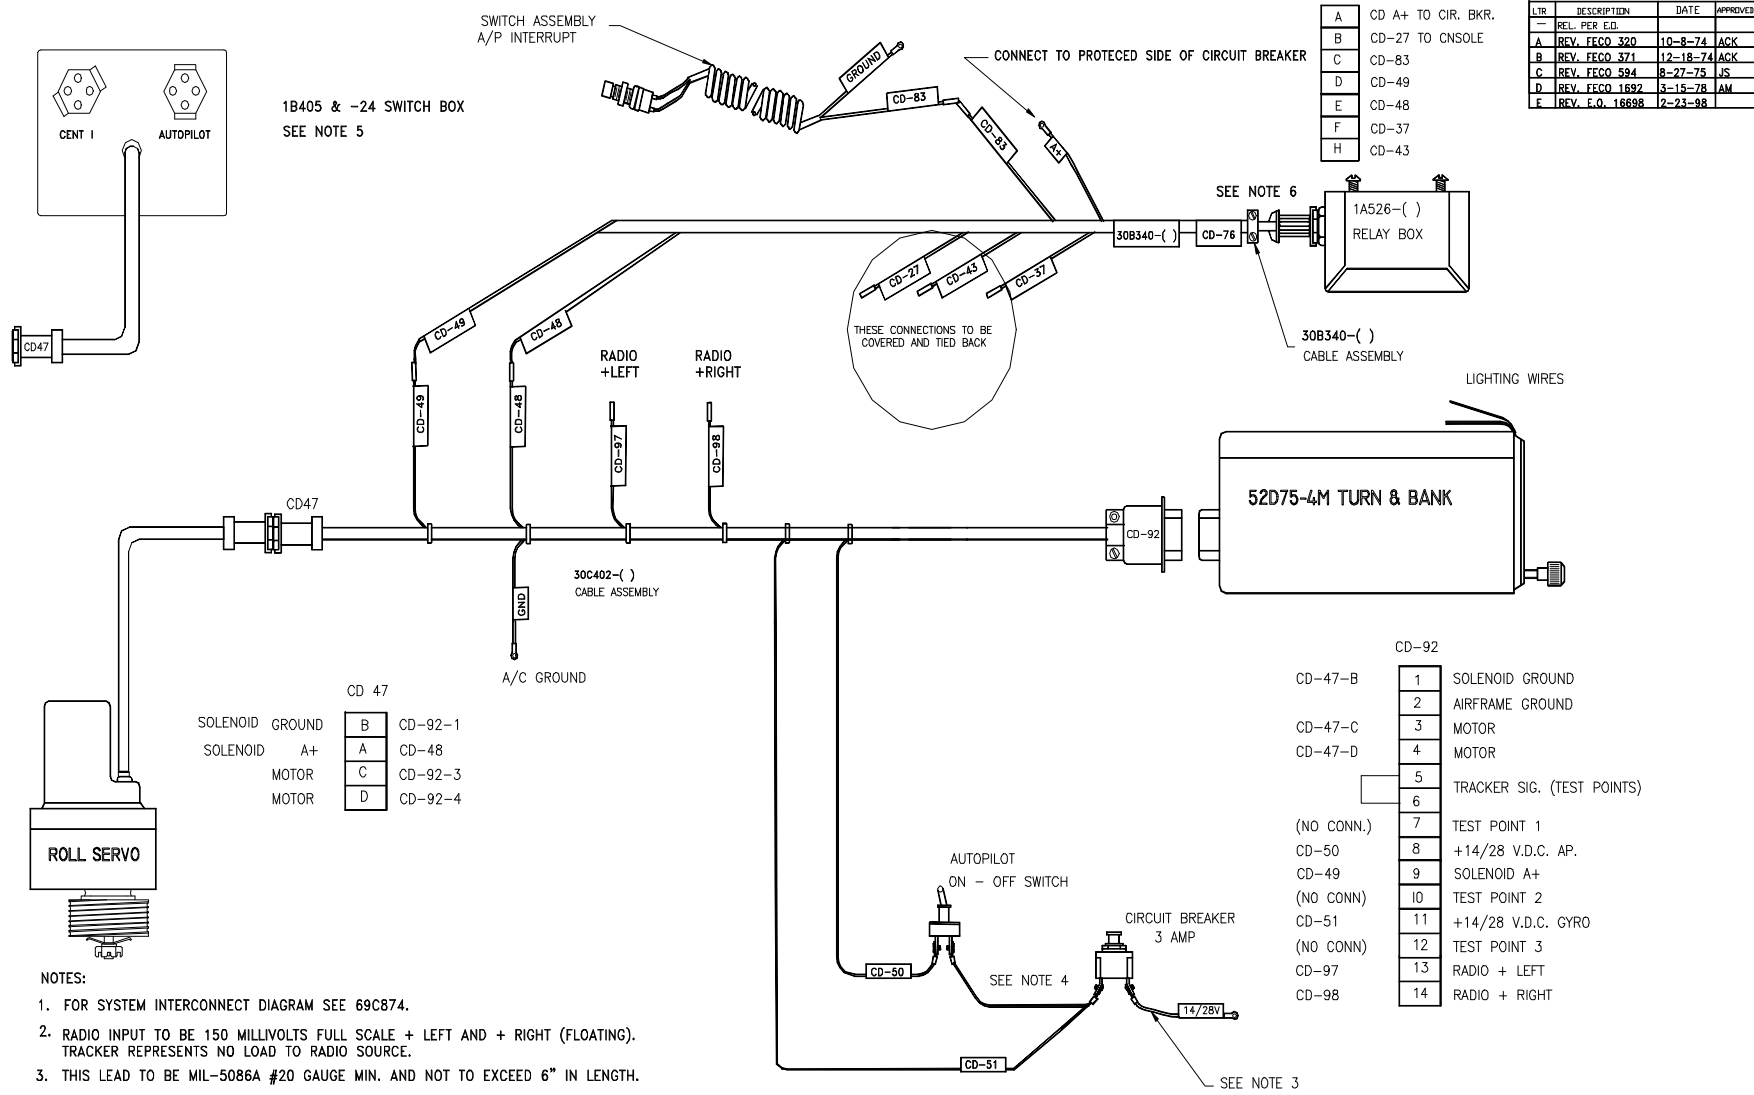 SWITCH ASSEMBLY
A/P INTERRUPT
1B405 & -24 SWITCH BOX
SEE NOTE 5
CENT I
AUTOPILOT
CD47
GROUND
CD-83
CD-83
CONNECT TO PROTECED SIDE OF CIRCUIT BREAKER
A+
A CD A+ TO CIR. BKR.
B CD-27 TO CNSOLE
C CD-83
D CD-49
E CD-48
F CD-37
H CD-43
LTR DESCRIPTION DATE APPROVED
— REL. PER E.O.
A REV. FECO 320 10-8-74 ACK
B REV. FECO 371 12-18-74 ACK
C REV. FECO 594 8-27-75 JS
D REV. FECO 1692 3-15-78 AM
E REV. E.O. 16698 2-23-98
SEE NOTE 6
1A526-( )
RELAY BOX
30B340-( )
CD-76
CD-27
CD-43
CD-37
THESE CONNECTIONS TO BE
COVERED AND TIED BACK
30B340-( )
CABLE ASSEMBLY
CD-49
CD-48
RADIO
+LEFT
RADIO
+RIGHT
CD-49
CD-48
CD-97
CD-98
LIGHTING WIRES
52D75-4M TURN & BANK
CD47
CD-92
30C402-( )
CABLE ASSEMBLY
GND
A/C GROUND
CD 47
SOLENOID GROUND B CD-92-1
SOLENOID A+ A CD-48
MOTOR C CD-92-3
MOTOR D CD-92-4
ROLL SERVO
CD-92
CD-47-B 1 SOLENOID GROUND
2 AIRFRAME GROUND
CD-47-C 3 MOTOR
CD-47-D 4 MOTOR
5
TRACKER SIG. (TEST POINTS)
6
(NO CONN.) 7 TEST POINT 1
CD-50 8 +14/28 V.D.C. AP.
CD-49 9 SOLENOID A+
(NO CONN) 10 TEST POINT 2
CD-51 11 +14/28 V.D.C. GYRO
(NO CONN) 12 TEST POINT 3
CD-97 13 RADIO + LEFT
CD-98 14 RADIO + RIGHT
AUTOPILOT
ON - OFF SWITCH
CIRCUIT BREAKER
3 AMP
CD-50
SEE NOTE 4
14/28V
CD-51
SEE NOTE 3
NOTES:
1. FOR SYSTEM INTERCONNECT DIAGRAM SEE 69C874.
2. RADIO INPUT TO BE 150 MILLIVOLTS FULL SCALE + LEFT AND + RIGHT (FLOATING).
TRACKER REPRESENTS NO LOAD TO RADIO SOURCE.
3. THIS LEAD TO BE MIL-5086A #20 GAUGE MIN. AND NOT TO EXCEED 6" IN LENGTH.